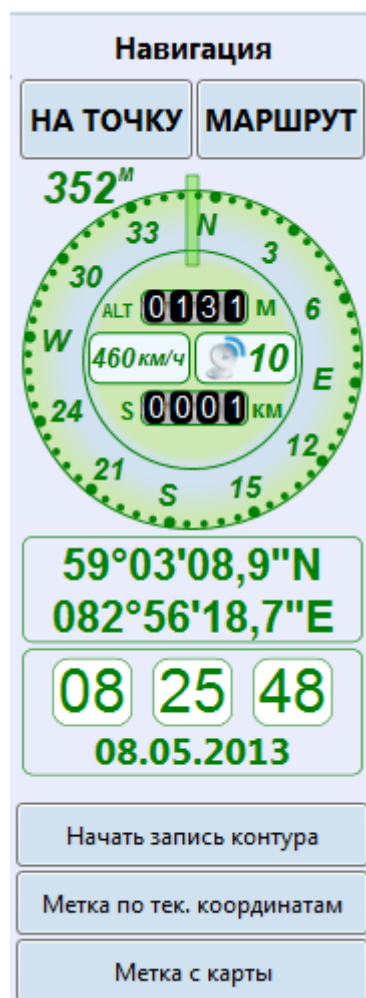 Навигация
НА ТОЧКУ МАРШРУТ
352м
33 N 3
30 6
ALT 0131 М
W E
460 км/ч 10
24 S 0001 км 12
21 S 15
59°03'08,9"N
082°56'18,7"E
08 25 48
08.05.2013
Начать запись контура
Метка по тек. координатам
Метка с карты